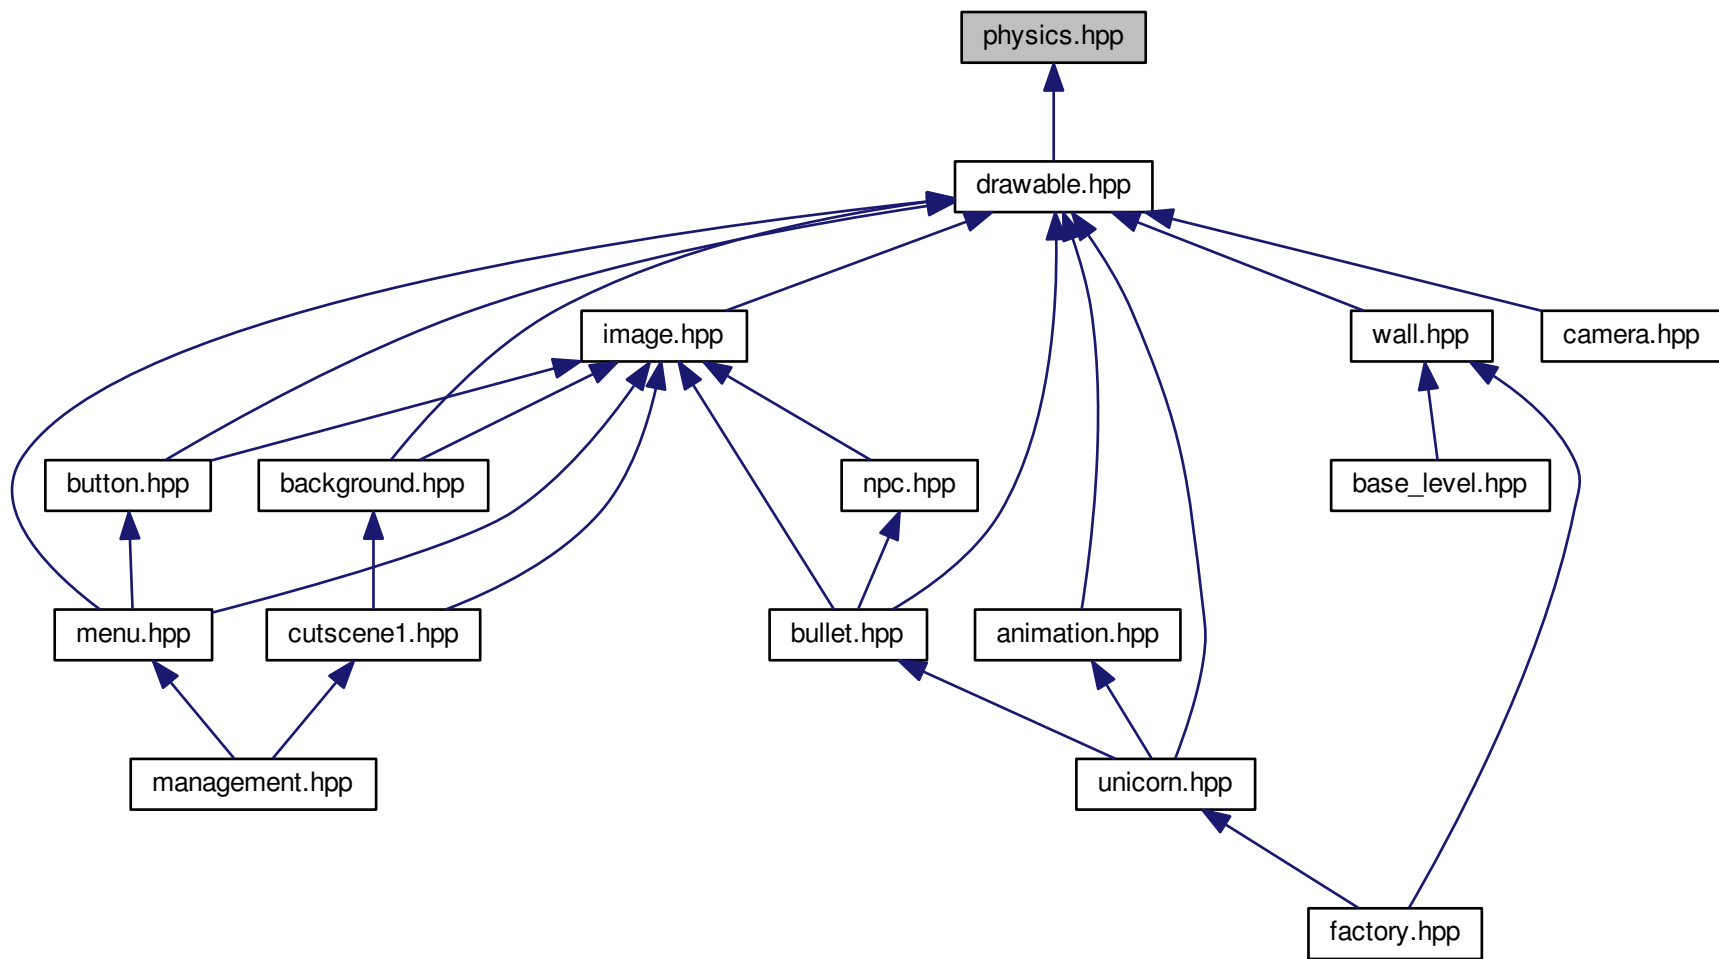 physics.hpp
drawable.hpp
image.hpp
wall.hpp
camera.hpp
button.hpp
background.hpp
npc.hpp
base_level.hpp
menu.hpp
cutscene1.hpp
bullet.hpp
animation.hpp
management.hpp
unicorn.hpp
factory.hpp